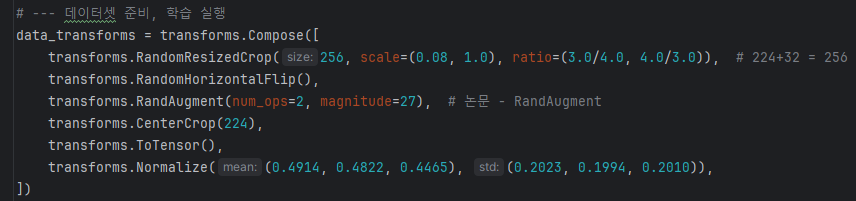 # --- 데이터셋 준비, 학습 실행
data_transforms = transforms.Compose([
    transforms.RandomResizedCrop( size: 256, scale=(0.08, 1.0), ratio=(3.0/4.0, 4.0/3.0)),  # 224+32 = 256
    transforms.RandomHorizontalFlip(),
    transforms.RandAugment(num_ops=2, magnitude=27),  # 논문 - RandAugment
    transforms.CenterCrop(224),
    transforms.ToTensor(),
    transforms.Normalize( mean: (0.4914, 0.4822, 0.4465),  std: (0.2023, 0.1994, 0.2010)),
])